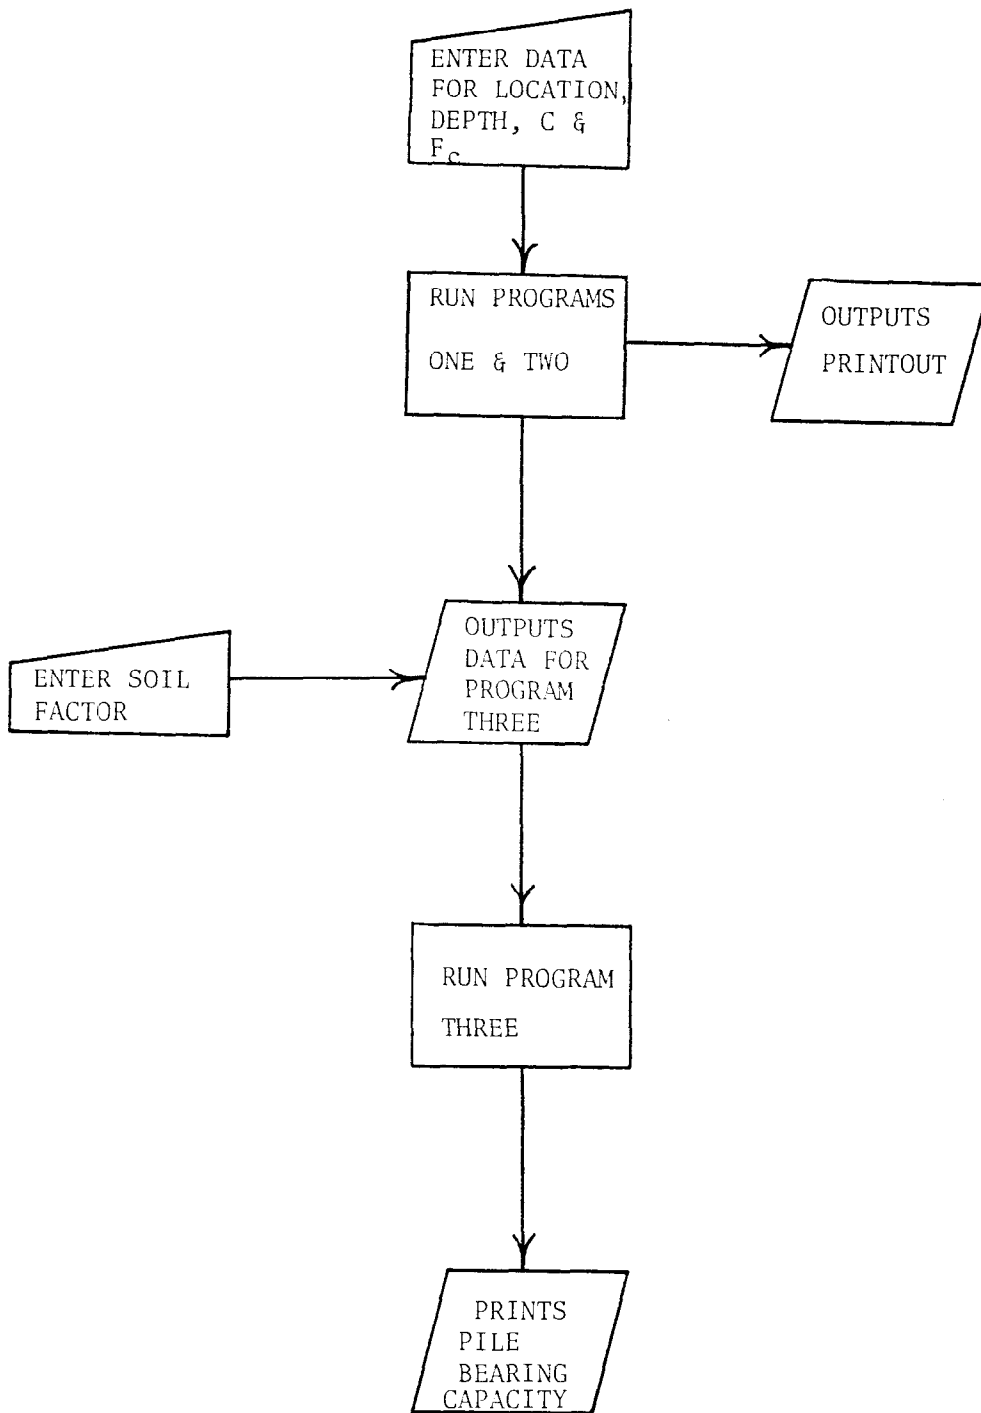 ENTER DATA
FOR LOCATION,
DEPTH, C &
Fc
RUN PROGRAMS
ONE & TWO
OUTPUTS
PRINTOUT
OUTPUTS
DATA FOR
PROGRAM
THREE
ENTER SOIL
FACTOR
RUN PROGRAM
THREE
PRINTS
PILE
BEARING
CAPACITY